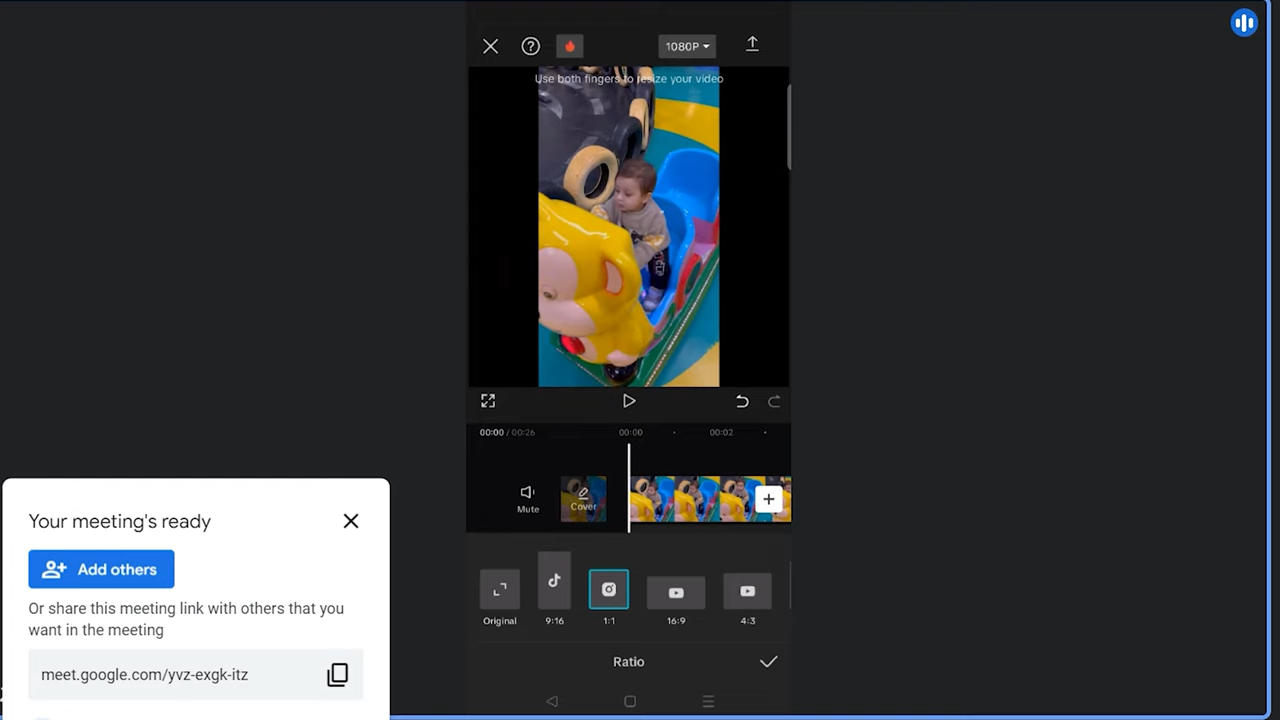 1080P
Use both fingers to resize your video
00:00 / 00:26
00:00
00:02
Mute
Cover
Original
9:16
1:1
16:9
4:3
Ratio
Your meeting's ready
Add others
Or share this meeting link with others that you
want in the meeting
meet.google.com/yvz-exgk-itz